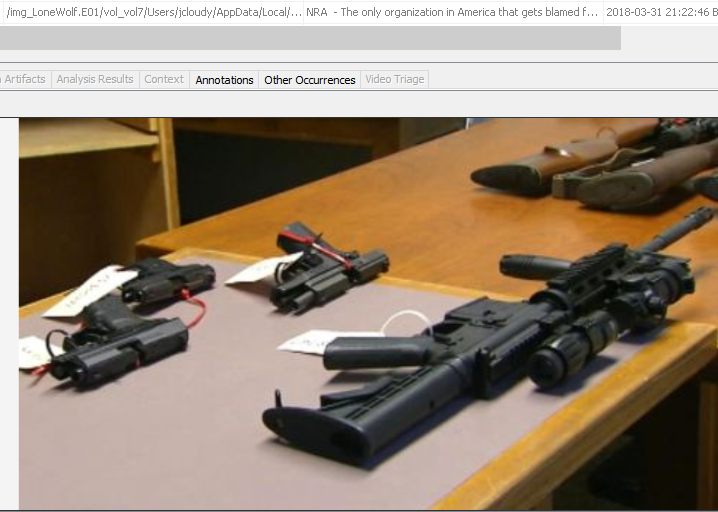 /img_LoneWolf.E01/vol_vol7/Users/jcloudy/AppData/Local/... NRA - The only organization in America that gets blamed f... 2018-03-31 21:22:46 B
Artifacts Analysis Results Context Annotations Other Occurrences Video Triage